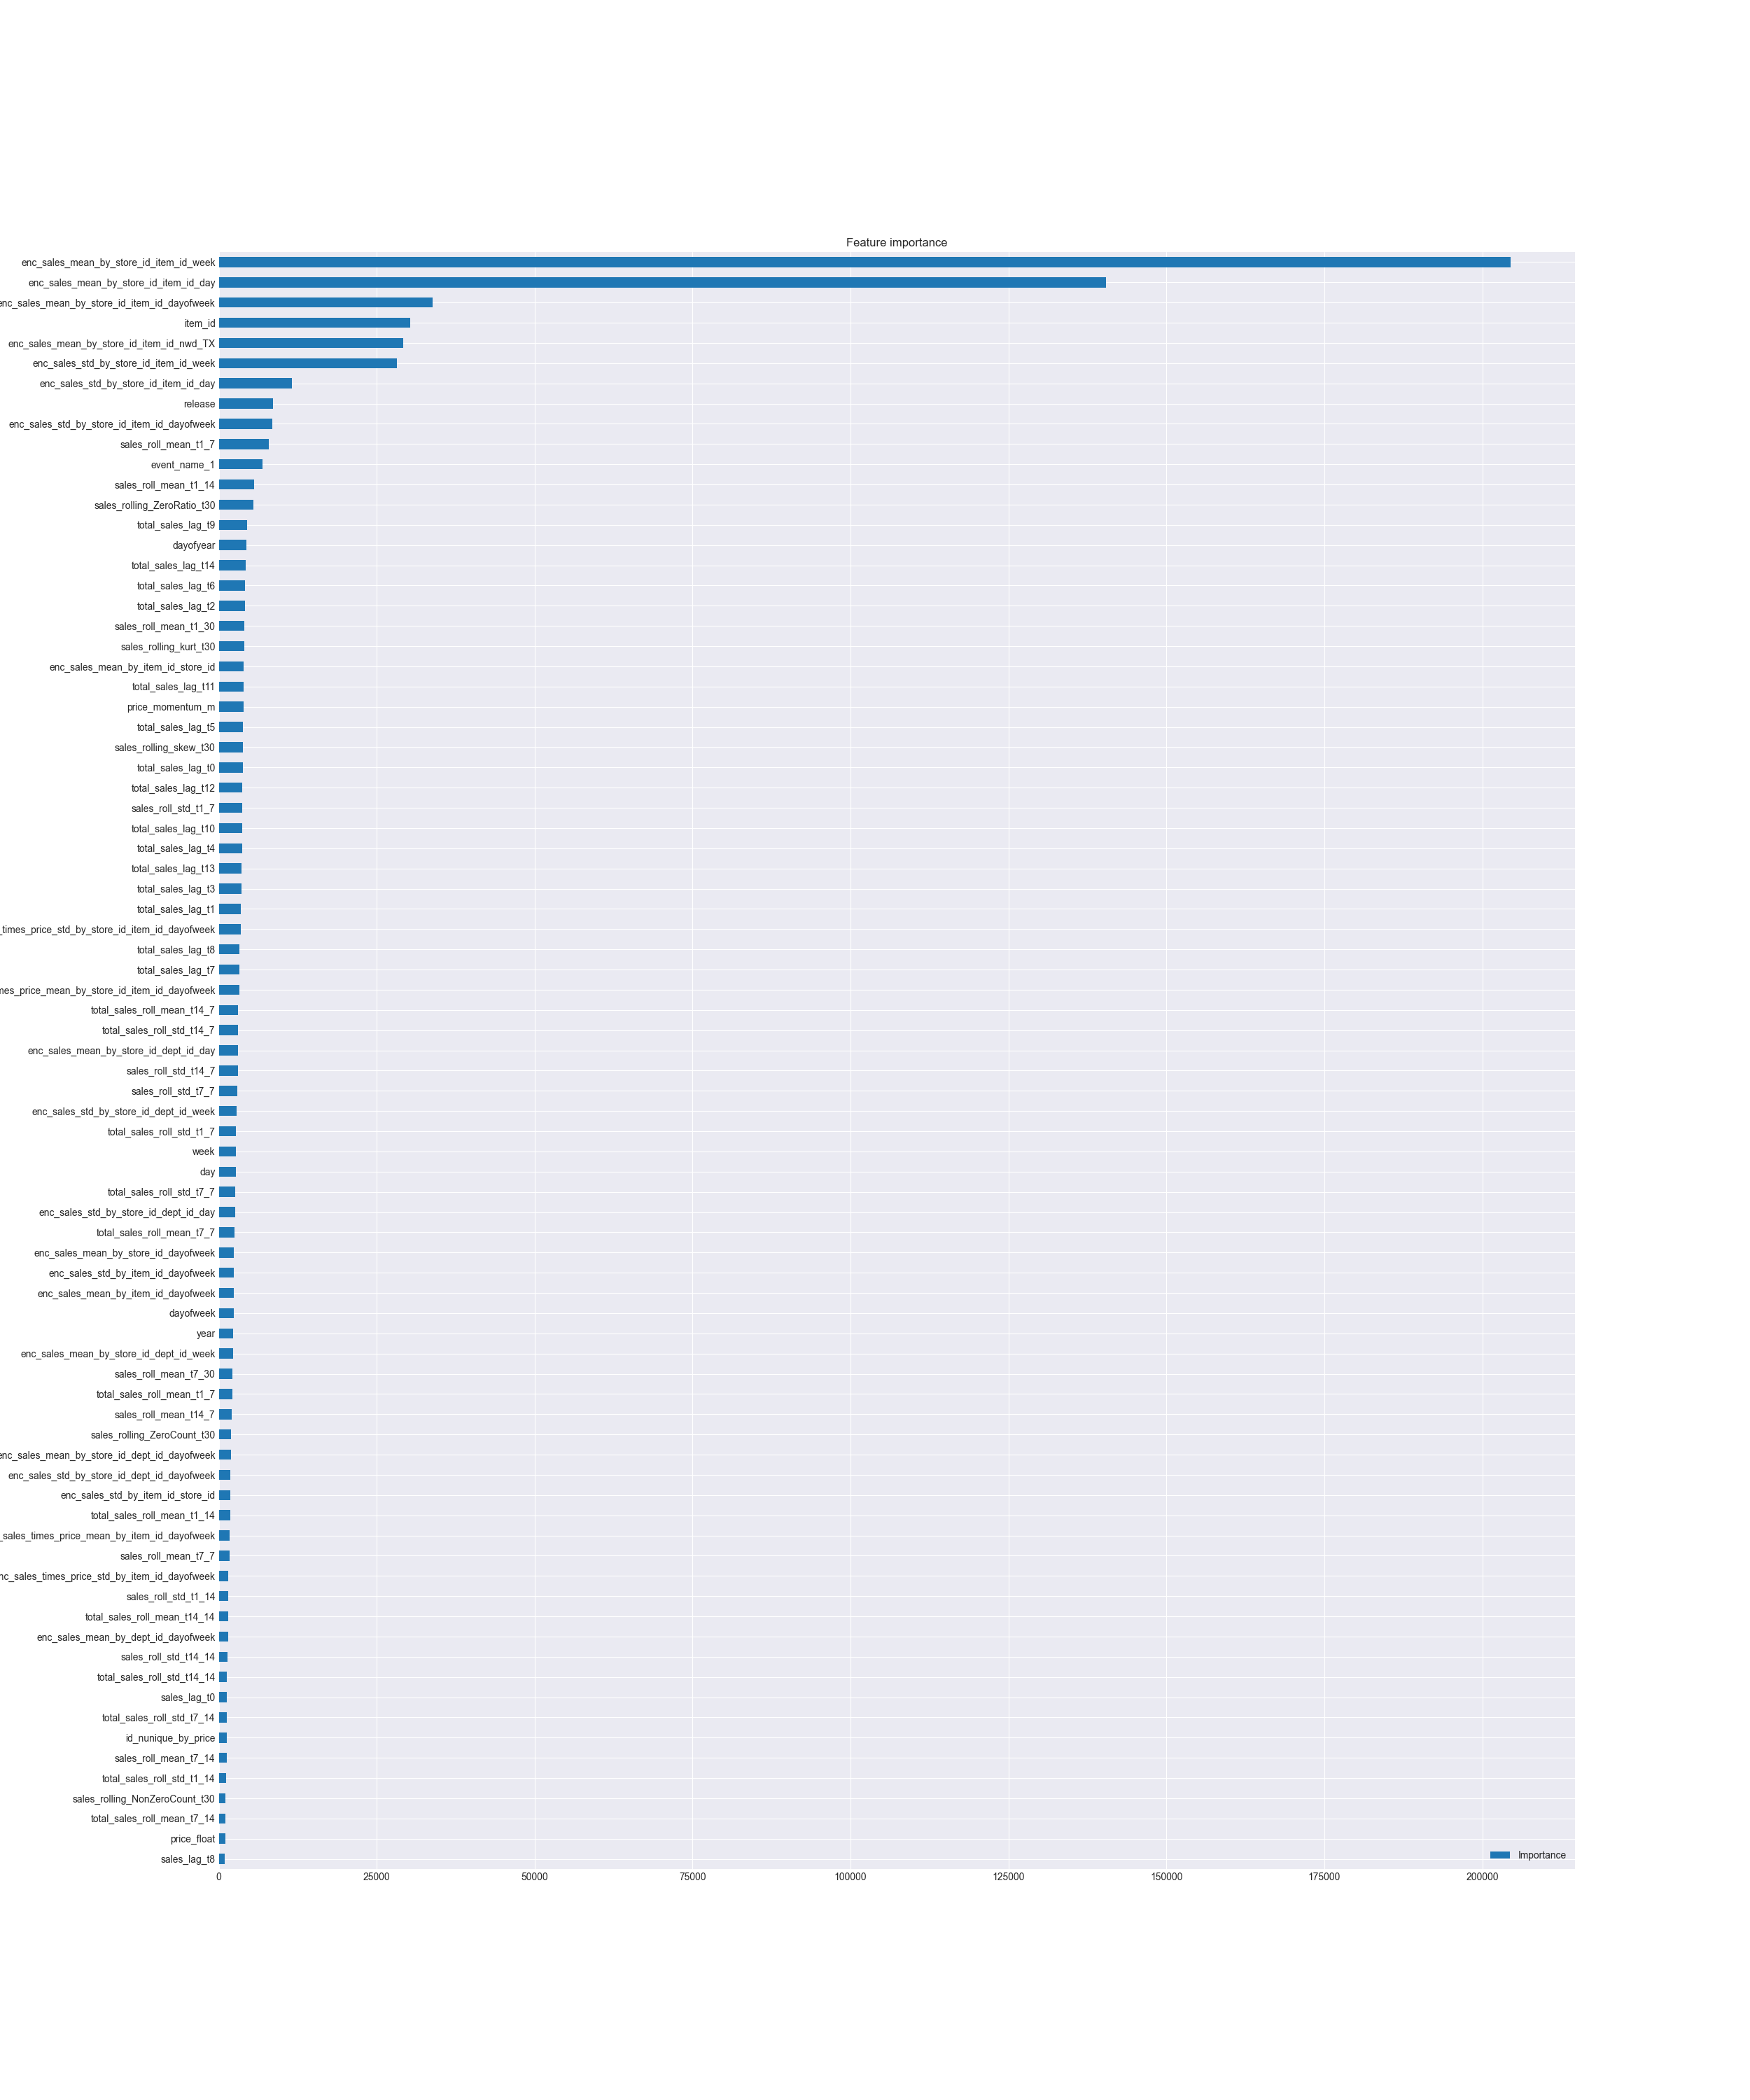 Feature importance
enc_sales_mean_by_store_id_item_id_week
enc_sales_mean_by_store_id_item_id_day
enc_sales_mean_by_store_id_item_id_dayofweek
item_id
enc_sales_mean_by_store_id_item_id_nwd_TX
enc_sales_std_by_store_id_item_id_week
enc_sales_std_by_store_id_item_id_day
release
enc_sales_std_by_store_id_item_id_dayofweek
sales_roll_mean_t1_7
event_name_1
sales_roll_mean_t1_14
sales_rolling_ZeroRatio_t30
total_sales_lag_t9
dayofyear
total_sales_lag_t14
total_sales_lag_t6
total_sales_lag_t2
sales_roll_mean_t1_30
sales_rolling_kurt_t30
enc_sales_mean_by_item_id_store_id
total_sales_lag_t11
price_momentum_m
total_sales_lag_t5
sales_rolling_skew_t30
total_sales_lag_t0
total_sales_lag_t12
sales_roll_std_t1_7
total_sales_lag_t10
total_sales_lag_t4
total_sales_lag_t13
total_sales_lag_t3
total_sales_lag_t1
_times_price_std_by_store_id_item_id_dayofweek
total_sales_lag_t8
total_sales_lag_t7
mes_price_mean_by_store_id_item_id_dayofweek
total_sales_roll_mean_t14_7
total_sales_roll_std_t14_7
enc_sales_mean_by_store_id_dept_id_day
sales_roll_std_t14_7
sales_roll_std_t7_7
enc_sales_std_by_store_id_dept_id_week
total_sales_roll_std_t1_7
week
day
total_sales_roll_std_t7_7
enc_sales_std_by_store_id_dept_id_day
total_sales_roll_mean_t7_7
enc_sales_mean_by_store_id_dayofweek
enc_sales_std_by_item_id_dayofweek
enc_sales_mean_by_item_id_dayofweek
dayofweek
year
enc_sales_mean_by_store_id_dept_id_week
sales_roll_mean_t7_30
total_sales_roll_mean_t1_7
sales_roll_mean_t14_7
sales_rolling_ZeroCount_t30
enc_sales_mean_by_store_id_dept_id_dayofweek
enc_sales_std_by_store_id_dept_id_dayofweek
enc_sales_std_by_item_id_store_id
total_sales_roll_mean_t1_14
_sales_times_price_mean_by_item_id_dayofweek
sales_roll_mean_t7_7
nc_sales_times_price_std_by_item_id_dayofweek
sales_roll_std_t1_14
total_sales_roll_mean_t14_14
enc_sales_mean_by_dept_id_dayofweek
sales_roll_std_t14_14
total_sales_roll_std_t14_14
sales_lag_t0
total_sales_roll_std_t7_14
id_nunique_by_price
sales_roll_mean_t7_14
total_sales_roll_std_t1_14
sales_rolling_NonZeroCount_t30
total_sales_roll_mean_t7_14
price_float
sales_lag_t8
Importance
0 25000 50000 75000 100000 125000 150000 175000 200000